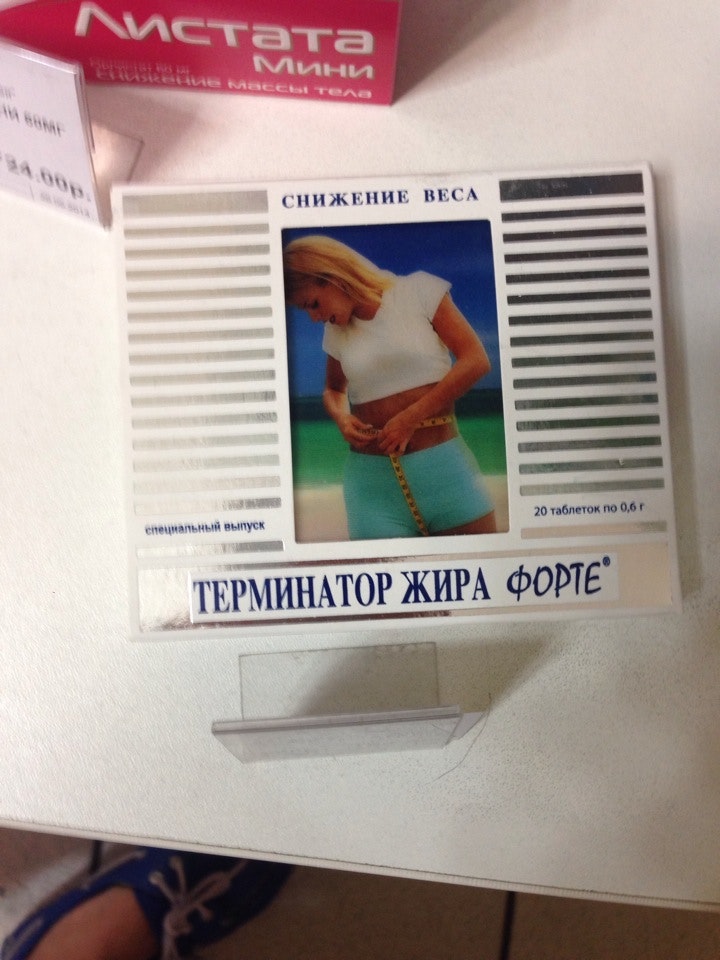 Листата
Мини
снижение массы тела
60мг
24.00р.
СНИЖЕНИЕ ВЕСА
специальный выпуск
20 таблеток по 0,6 г
ТЕРМИНАТОР ЖИРА ФОРТЕ®